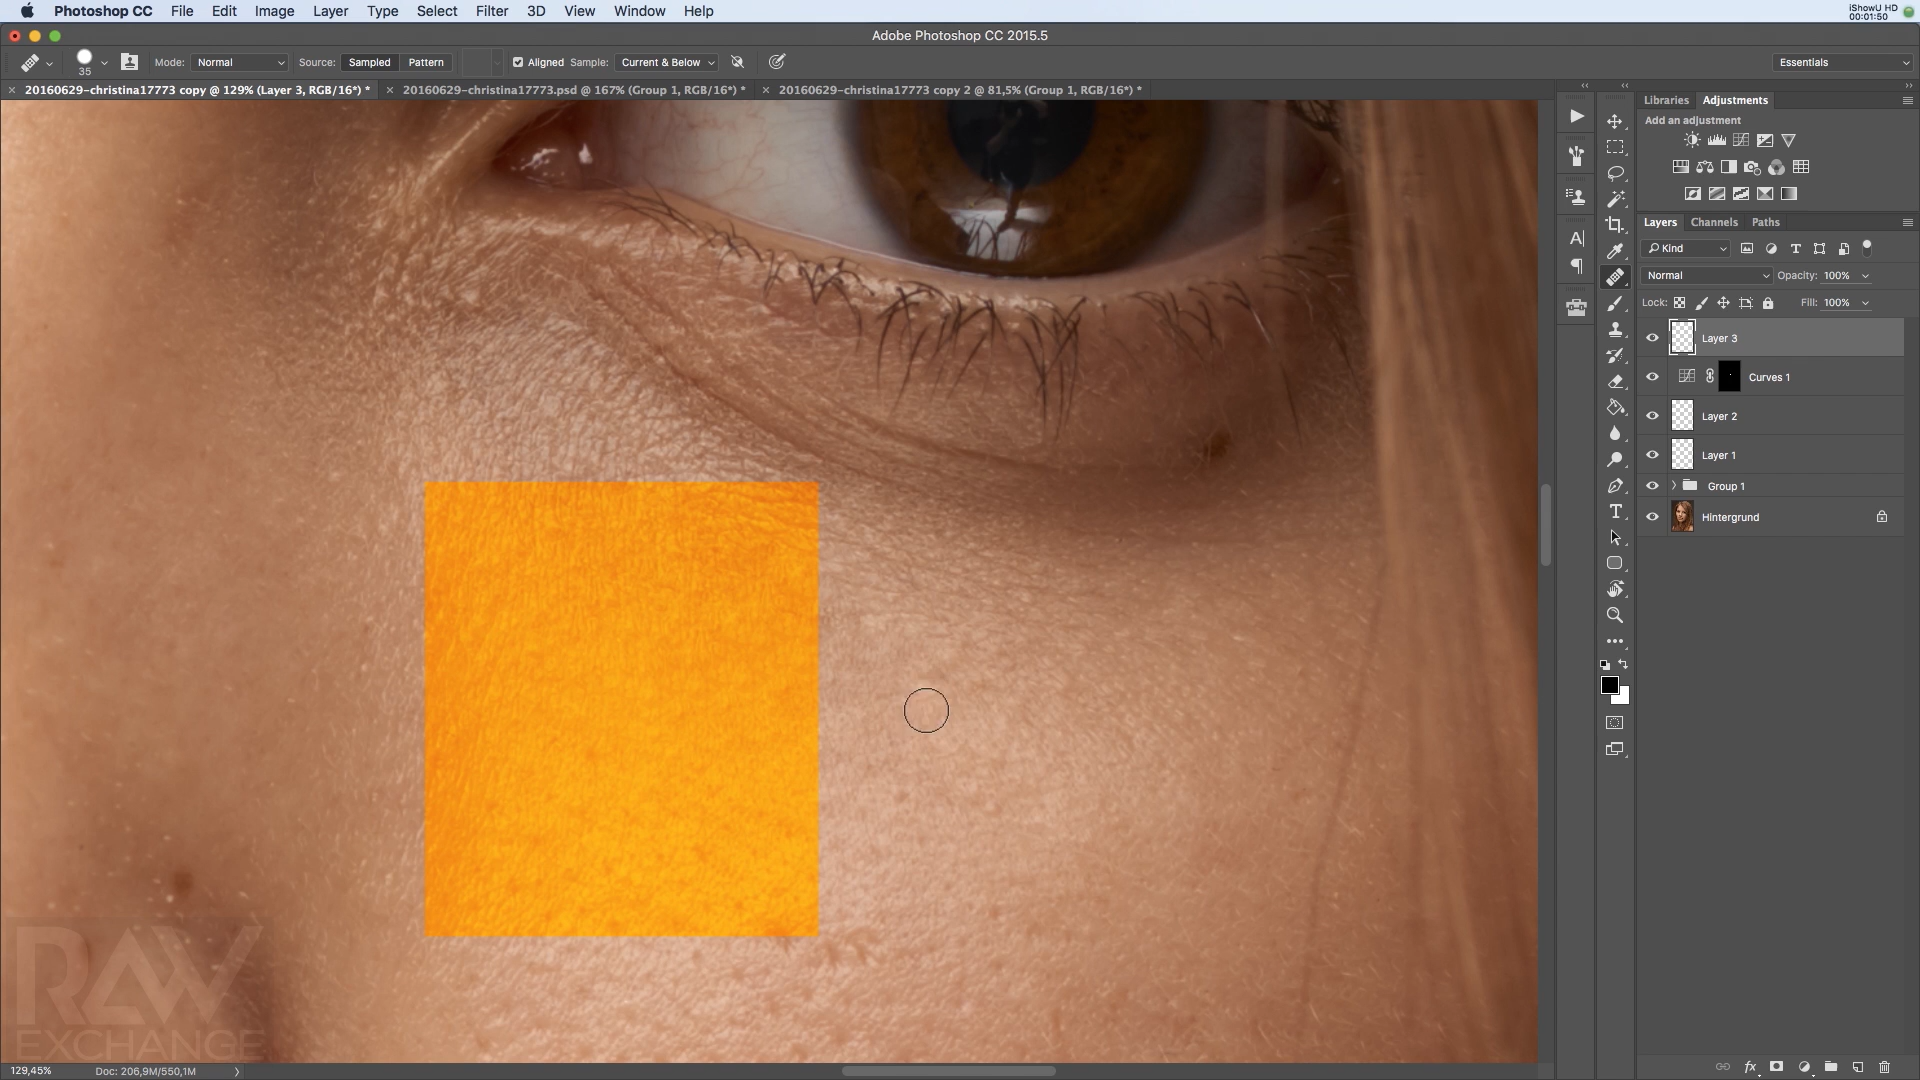 Photoshop CC File Edit Image Layer Type Select Filter 3D View Window Help
iShowU HD
00:01:50
Adobe Photoshop CC 2015.5
35
Mode: Normal
Source: Sampled Pattern
Aligned Sample: Current & Below
Essentials
20160629-christina17773 copy @ 129% (Layer 3, RGB/16*) *
20160629-christina17773.psd @ 167% (Group 1, RGB/16*) *
20160629-christina17773 copy 2 @ 81,5% (Group 1, RGB/16*) *
Libraries Adjustments
Add an adjustment
Layers Channels Paths
Kind
Normal Opacity: 100%
Lock: Fill: 100%
Layer 3
Curves 1
Layer 2
Layer 1
Group 1
Hintergrund
RAW
EXCHANGE
129,45% Doc: 206,9M/550,1M